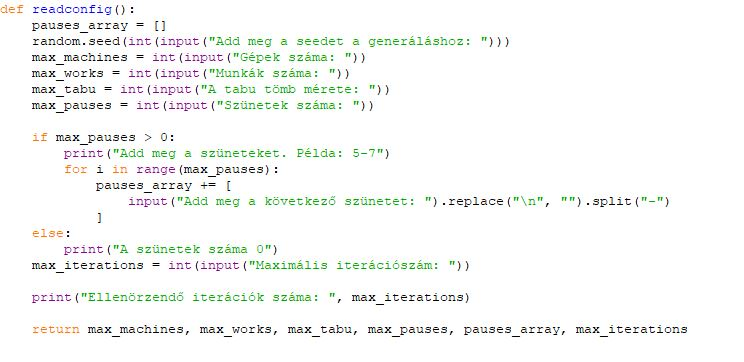 def readconfig():
    pauses_array = []
    random.seed(int(input("Add meg a seedet a generáláshoz: ")))
    max_machines = int(input("Gépek száma: "))
    max_works = int(input("Munkák száma: "))
    max_tabu = int(input("A tabu tömb mérete: "))
    max_pauses = int(input("Szünetek száma: "))

    if max_pauses > 0:
        print("Add meg a szüneteket. Példa: 5-7")
        for i in range(max_pauses):
            pauses_array += [
                input("Add meg a következő szünetet: ").replace("\n", "").split("-")
            ]
    else:
        print("A szünetek száma 0")
    max_iterations = int(input("Maximális iterációszám: "))

    print("Ellenörzendő iterációk száma: ", max_iterations)

    return max_machines, max_works, max_tabu, max_pauses, pauses_array, max_iterations